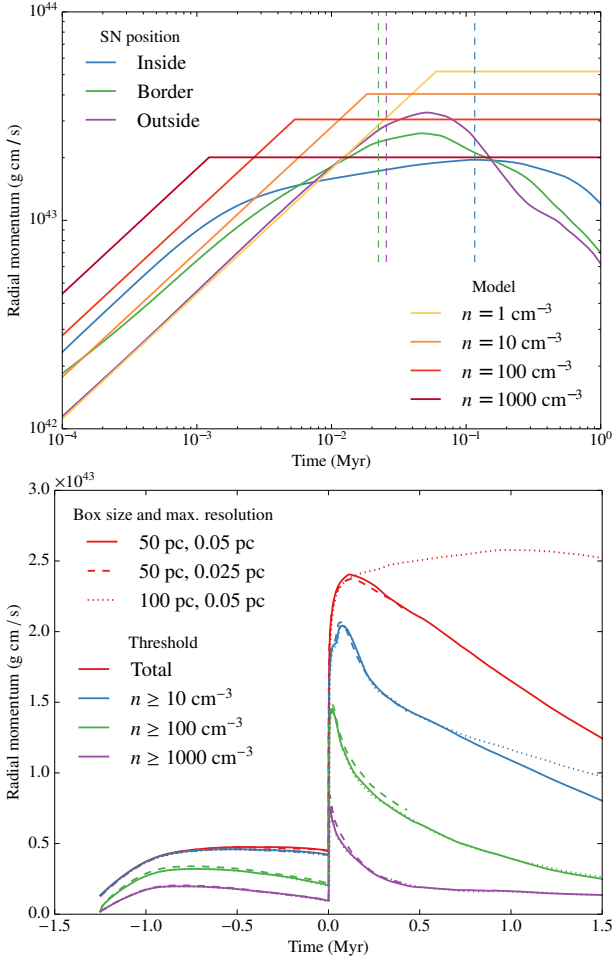 10^44
SN position
Inside
Border
Outside
10^43
Radial momentum (g cm / s)
Model
n = 1 cm^−3
n = 10 cm^−3
n = 100 cm^−3
n = 1000 cm^−3
10^42
10^−4 10^−3 10^−2 10^−1 10^0
Time (Myr)
×10^43
3.0
Box size and max. resolution
50 pc, 0.05 pc
50 pc, 0.025 pc
100 pc, 0.05 pc
2.5
2.0
Threshold
Total
n ≥ 10 cm^−3
n ≥ 100 cm^−3
n ≥ 1000 cm^−3
Radial momentum (g cm / s)
1.5
1.0
0.5
0.0
−1.5 −1.0 −0.5 0.0 0.5 1.0 1.5
Time (Myr)